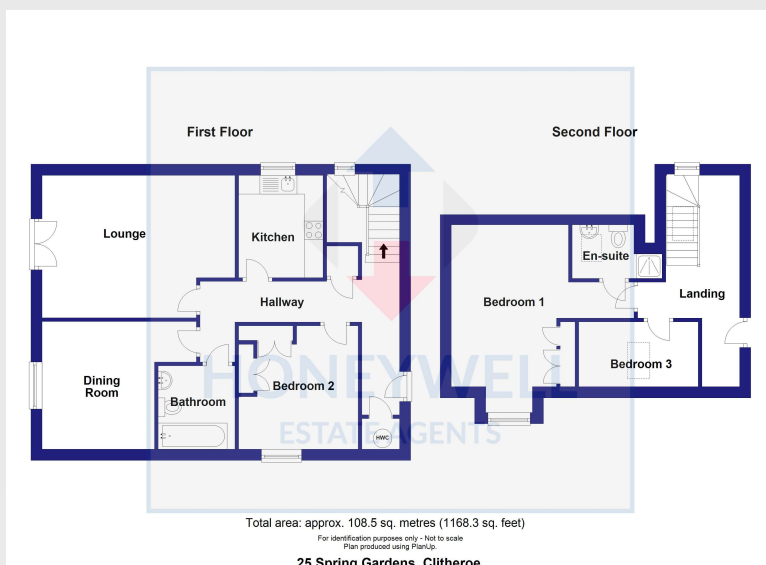 First Floor
Second Floor
Lounge
Kitchen
En-suite
Bedroom 1
Landing
Hallway
Bedroom 3
Dining
Room
Bedroom 2
Bathroom
HWC
HONEYWELL
ESTATE AGENTS
Total area: approx. 108.5 sq. metres (1168.3 sq. feet)
For identification purposes only - Not to scale
Plan produced using PlanUp.
25 Spring Gardens, Clitheroe